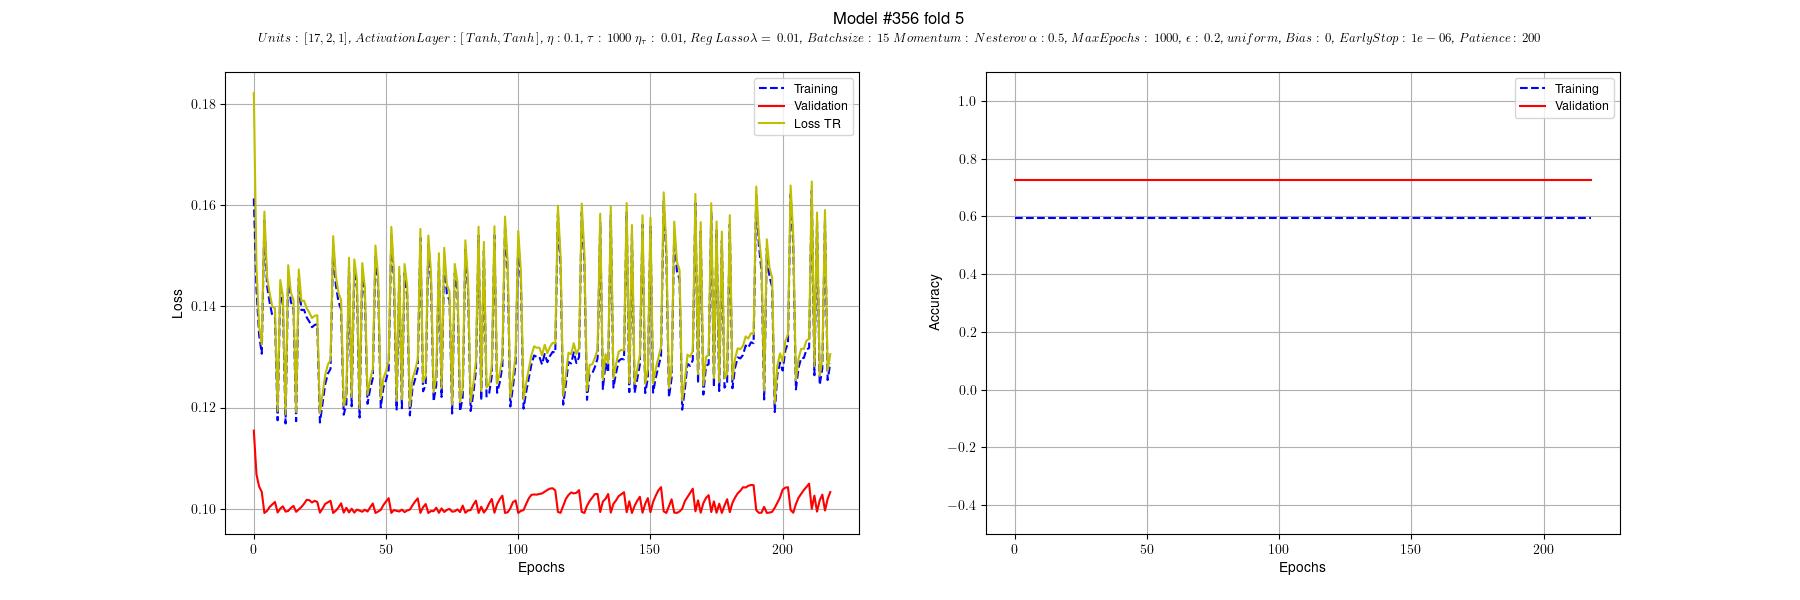 Model #356 fold 5
Units : [17, 2, 1], ActivationLayer : [Tanh, Tanh], η : 0.1, τ : 1000 ητ : 0.01, Reg Lassoλ = 0.01, Batchsize : 15 Momentum : Nesterov α : 0.5, MaxEpochs : 1000, ϵ : 0.2, uniform, Bias : 0, EarlyStop : 1e − 06, Patience : 200
Training
Validation
Loss TR
0.18
0.16
0.14
0.12
0.10
Loss
0 50 100 150 200
Epochs
Training
Validation
1.0
0.8
0.6
0.4
0.2
0.0
−0.2
−0.4
Accuracy
0 50 100 150 200
Epochs